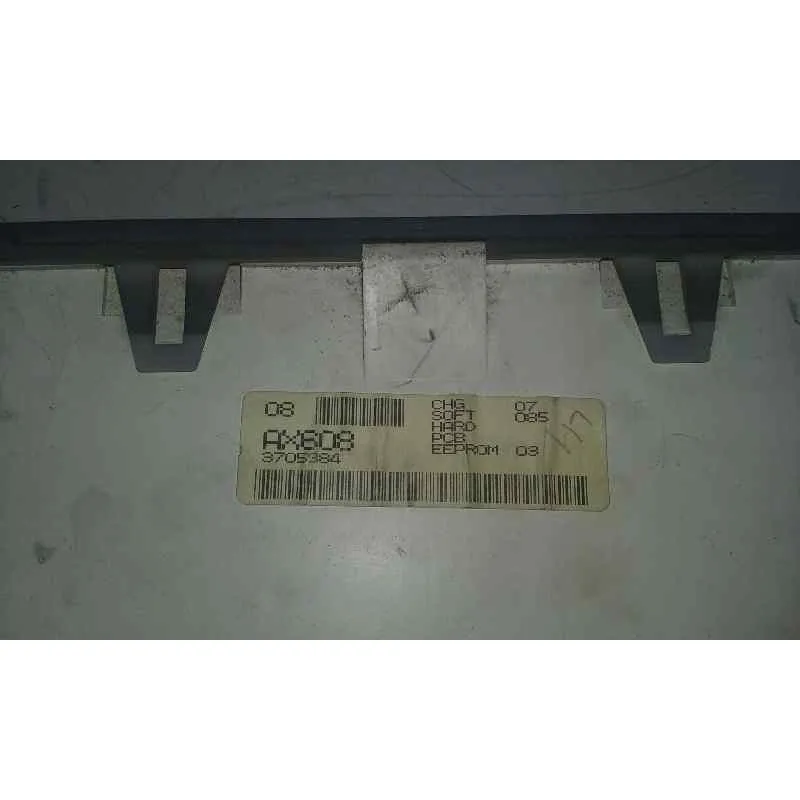 08
AX608
3705384
CHG 07
SOFT 085
HARD
PCB
EEPROM 03